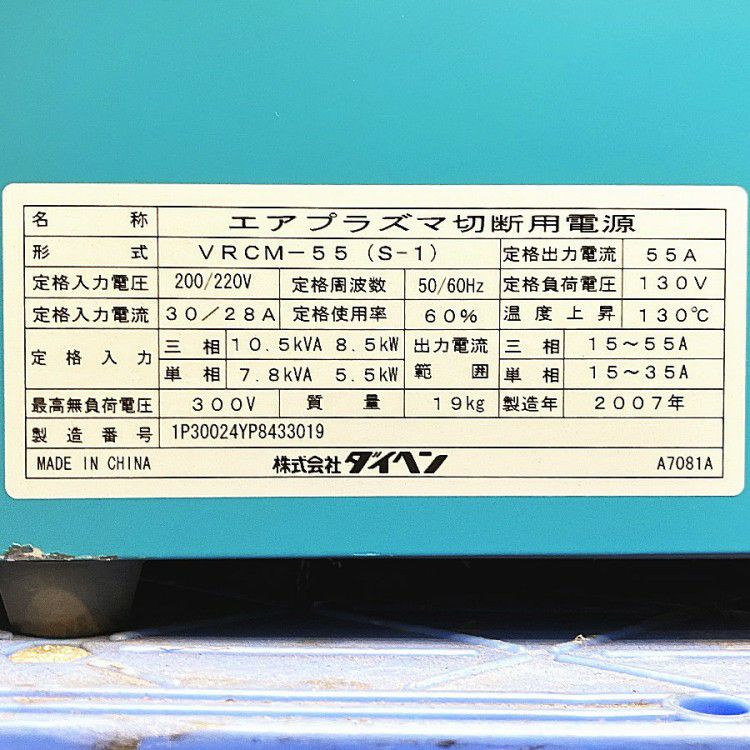 名 称 エアプラズマ切断用電源
形 式 VRCM-55 (S-1) 定格出力電流 55A
定格入力電圧 200/220V 定格周波数 50/60Hz 定格負荷電圧 130V
定格入力電流 30/28A 定格使用率 60% 温度上昇 130℃
定格入力 三相 10.5kVA 8.5kW 出力電流範囲 三相 15～55A
単相 7.8kVA 5.5kW 単相 15～35A
最高無負荷電圧 300V 質量 19kg 製造年 2007年
製造番号 1P30024YP8433019
MADE IN CHINA 株式会社ダイヘン A7081A